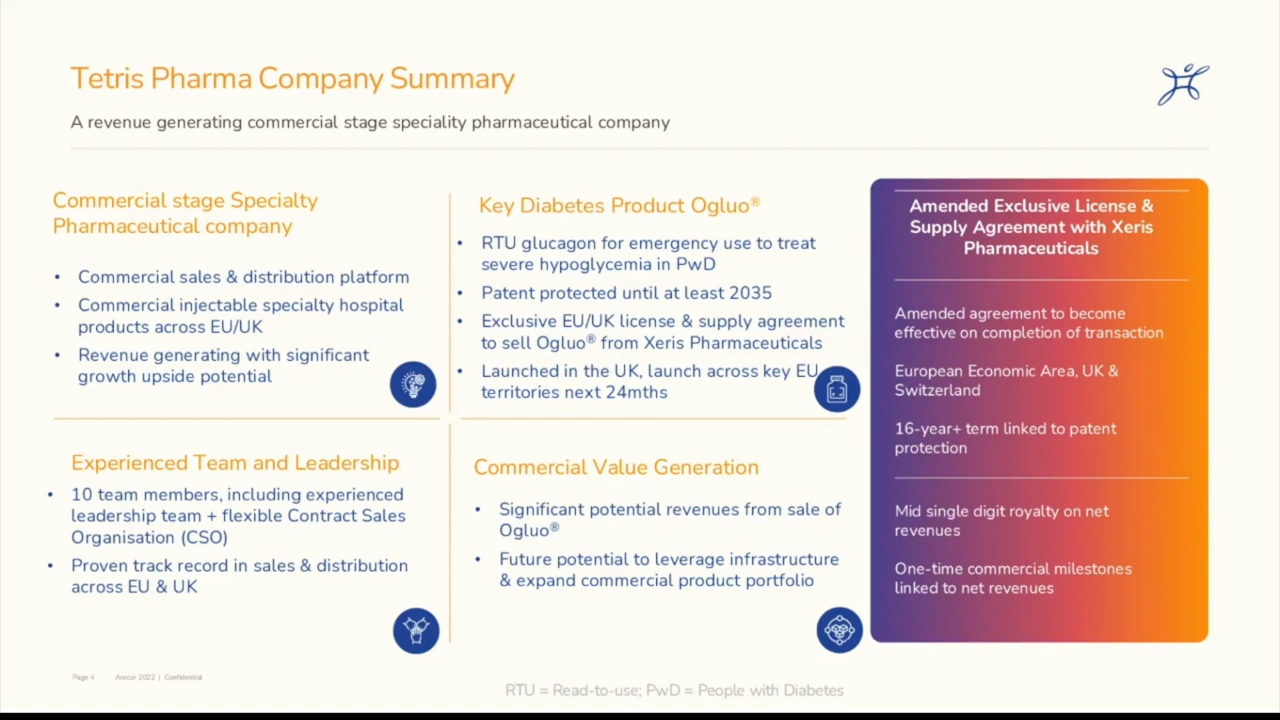 Tetris Pharma Company Summary
A revenue generating commercial stage speciality pharmaceutical company
Commercial stage Specialty
Pharmaceutical company
• Commercial sales & distribution platform
• Commercial injectable specialty hospital
products across EU/UK
• Revenue generating with significant
growth upside potential
Key Diabetes Product Ogluo®
• RTU glucagon for emergency use to treat
severe hypoglycemia in PwD
• Patent protected until at least 2035
• Exclusive EU/UK license & supply agreement
to sell Ogluo® from Xeris Pharmaceuticals
• Launched in the UK, launch across key EU
territories next 24mths
Experienced Team and Leadership
• 10 team members, including experienced
leadership team + flexible Contract Sales
Organisation (CSO)
• Proven track record in sales & distribution
across EU & UK
Commercial Value Generation
• Significant potential revenues from sale of
Ogluo®
• Future potential to leverage infrastructure
& expand commercial product portfolio
Amended Exclusive License &
Supply Agreement with Xeris
Pharmaceuticals
Amended agreement to become
effective on completion of transaction
European Economic Area, UK &
Switzerland
16-year+ term linked to patent
protection
Mid single digit royalty on net
revenues
One-time commercial milestones
linked to net revenues
Page 4 Arecor 2022 | Confidential
RTU = Read-to-use; PwD = People with Diabetes